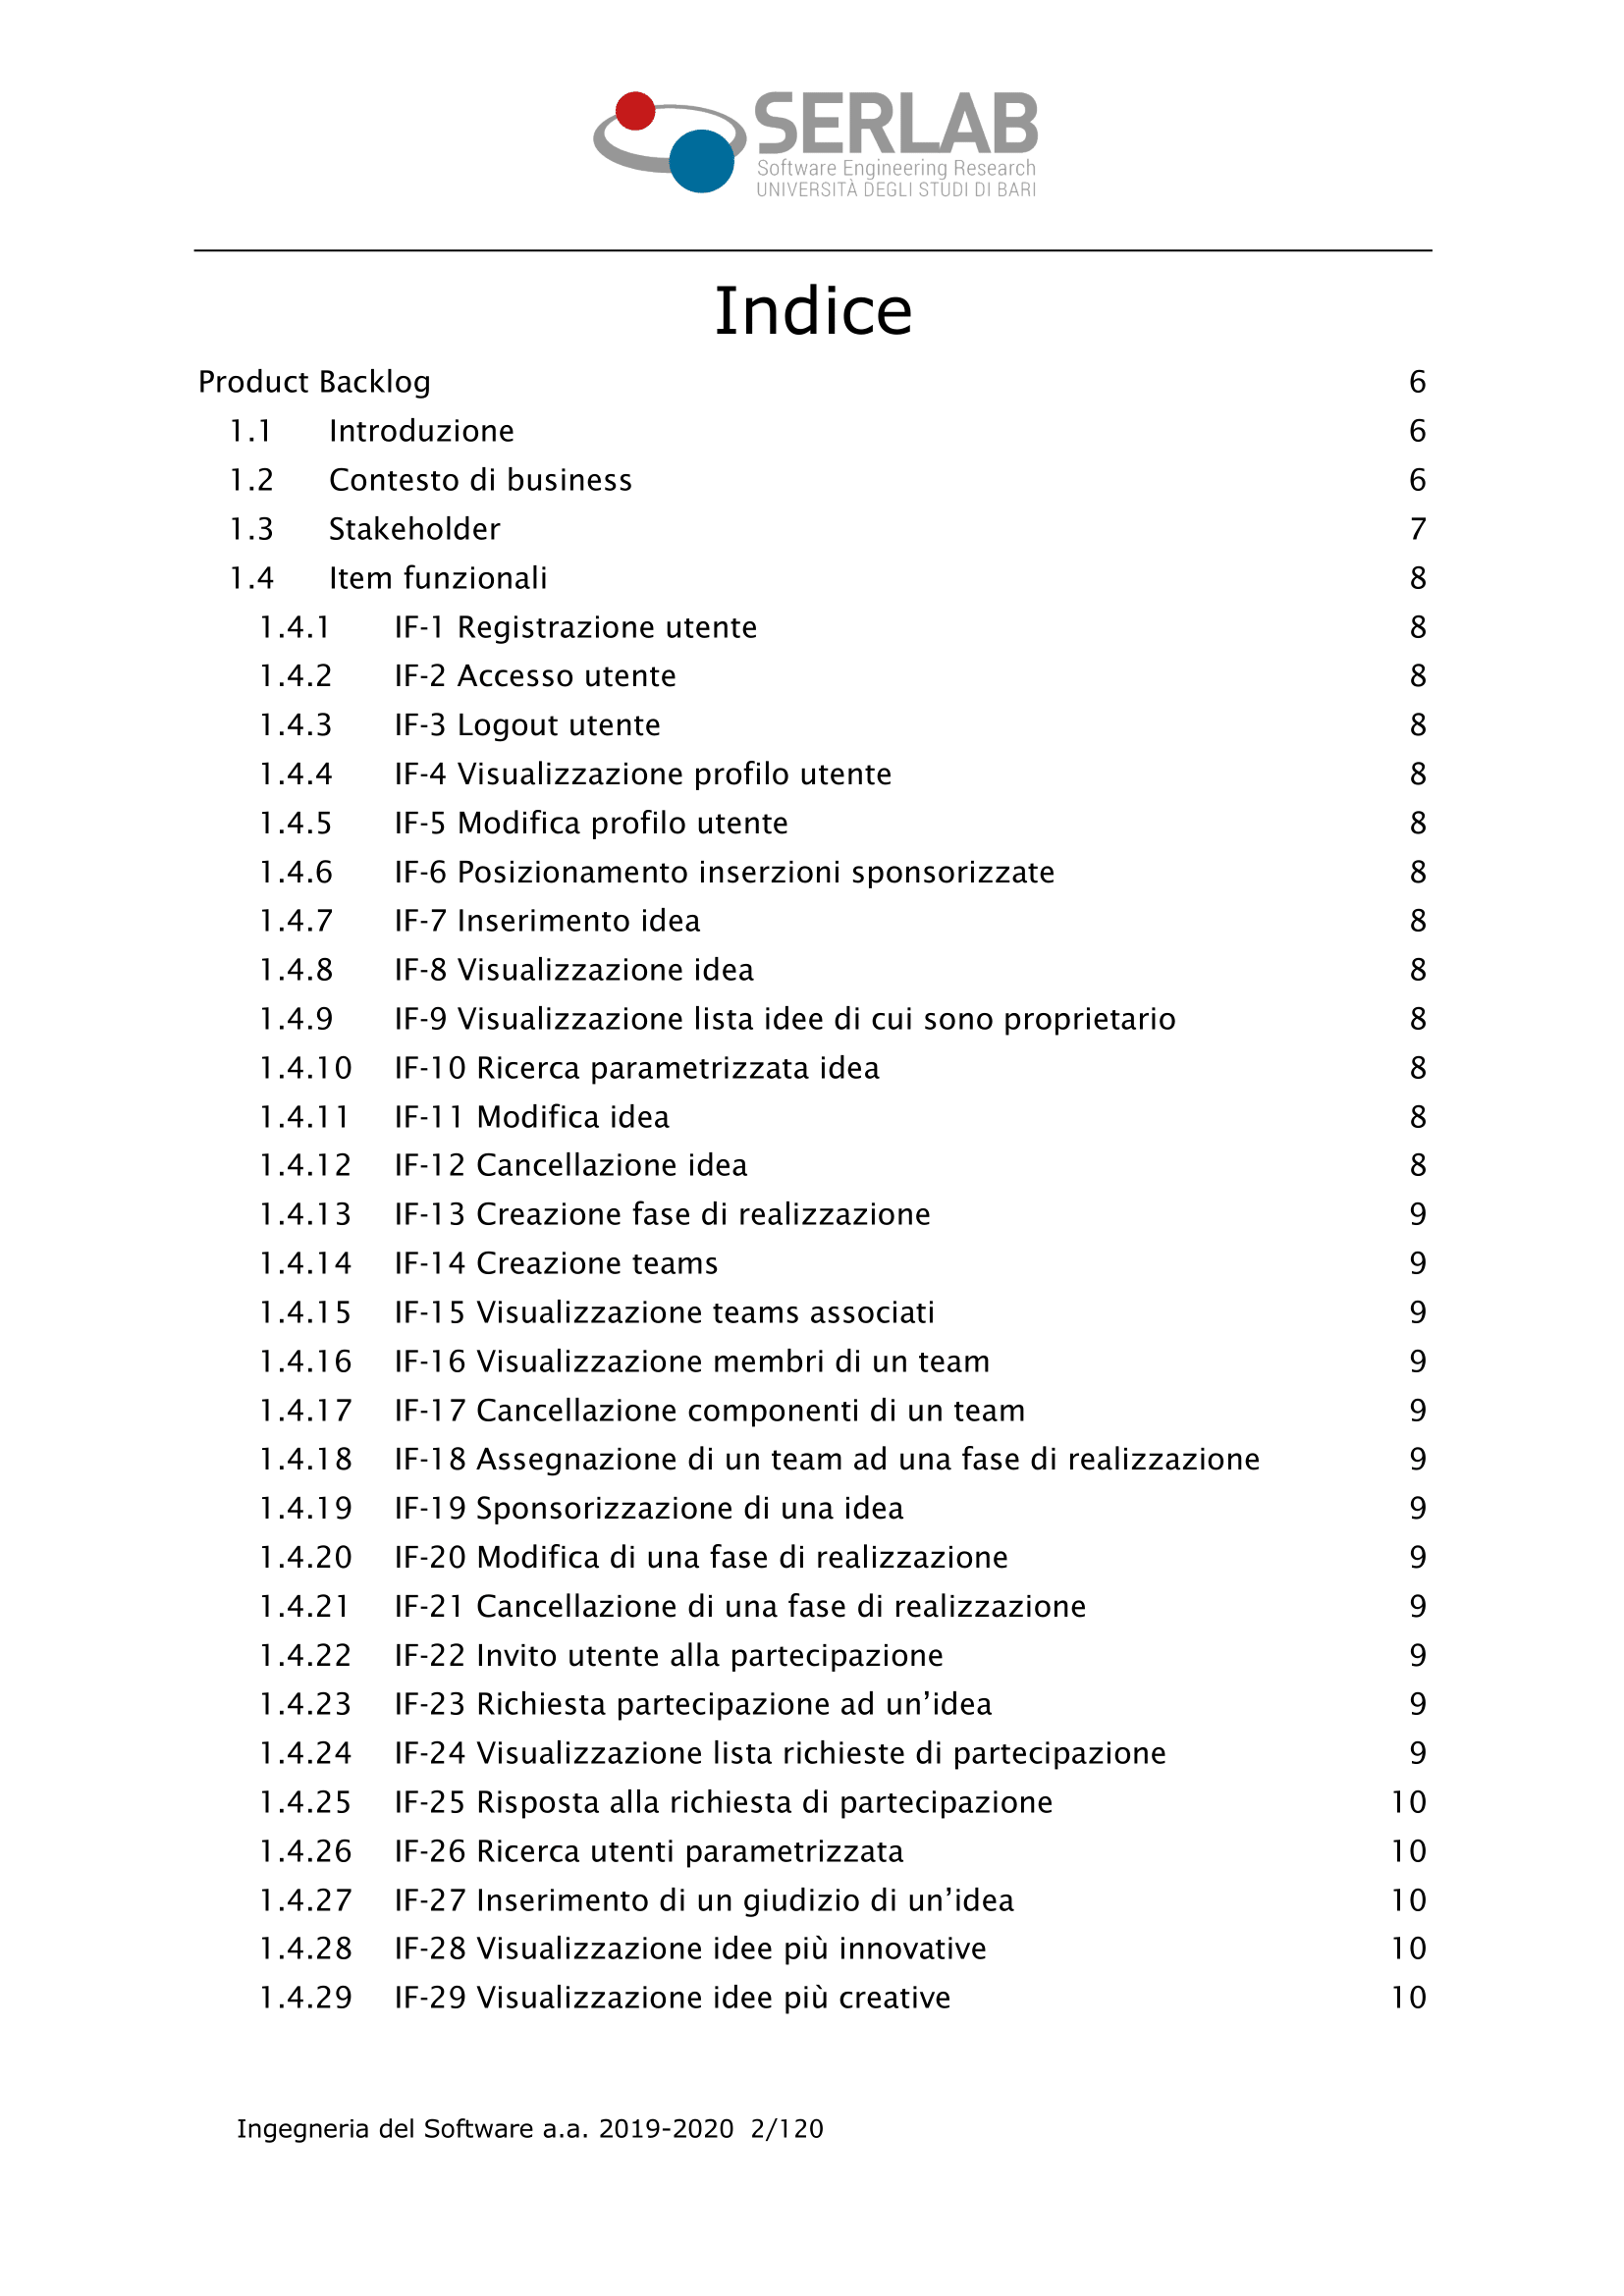 SERLAB
Software Engineering Research
UNIVERSITÀ DEGLI STUDI DI BARI
Indice
Product Backlog 6
1.1 Introduzione 6
1.2 Contesto di business 6
1.3 Stakeholder 7
1.4 Item funzionali 8
1.4.1 IF-1 Registrazione utente 8
1.4.2 IF-2 Accesso utente 8
1.4.3 IF-3 Logout utente 8
1.4.4 IF-4 Visualizzazione profilo utente 8
1.4.5 IF-5 Modifica profilo utente 8
1.4.6 IF-6 Posizionamento inserzioni sponsorizzate 8
1.4.7 IF-7 Inserimento idea 8
1.4.8 IF-8 Visualizzazione idea 8
1.4.9 IF-9 Visualizzazione lista idee di cui sono proprietario 8
1.4.10 IF-10 Ricerca parametrizzata idea 8
1.4.11 IF-11 Modifica idea 8
1.4.12 IF-12 Cancellazione idea 8
1.4.13 IF-13 Creazione fase di realizzazione 9
1.4.14 IF-14 Creazione teams 9
1.4.15 IF-15 Visualizzazione teams associati 9
1.4.16 IF-16 Visualizzazione membri di un team 9
1.4.17 IF-17 Cancellazione componenti di un team 9
1.4.18 IF-18 Assegnazione di un team ad una fase di realizzazione 9
1.4.19 IF-19 Sponsorizzazione di una idea 9
1.4.20 IF-20 Modifica di una fase di realizzazione 9
1.4.21 IF-21 Cancellazione di una fase di realizzazione 9
1.4.22 IF-22 Invito utente alla partecipazione 9
1.4.23 IF-23 Richiesta partecipazione ad un’idea 9
1.4.24 IF-24 Visualizzazione lista richieste di partecipazione 9
1.4.25 IF-25 Risposta alla richiesta di partecipazione 10
1.4.26 IF-26 Ricerca utenti parametrizzata 10
1.4.27 IF-27 Inserimento di un giudizio di un’idea 10
1.4.28 IF-28 Visualizzazione idee più innovative 10
1.4.29 IF-29 Visualizzazione idee più creative 10
Ingegneria del Software a.a. 2019-2020 2/120